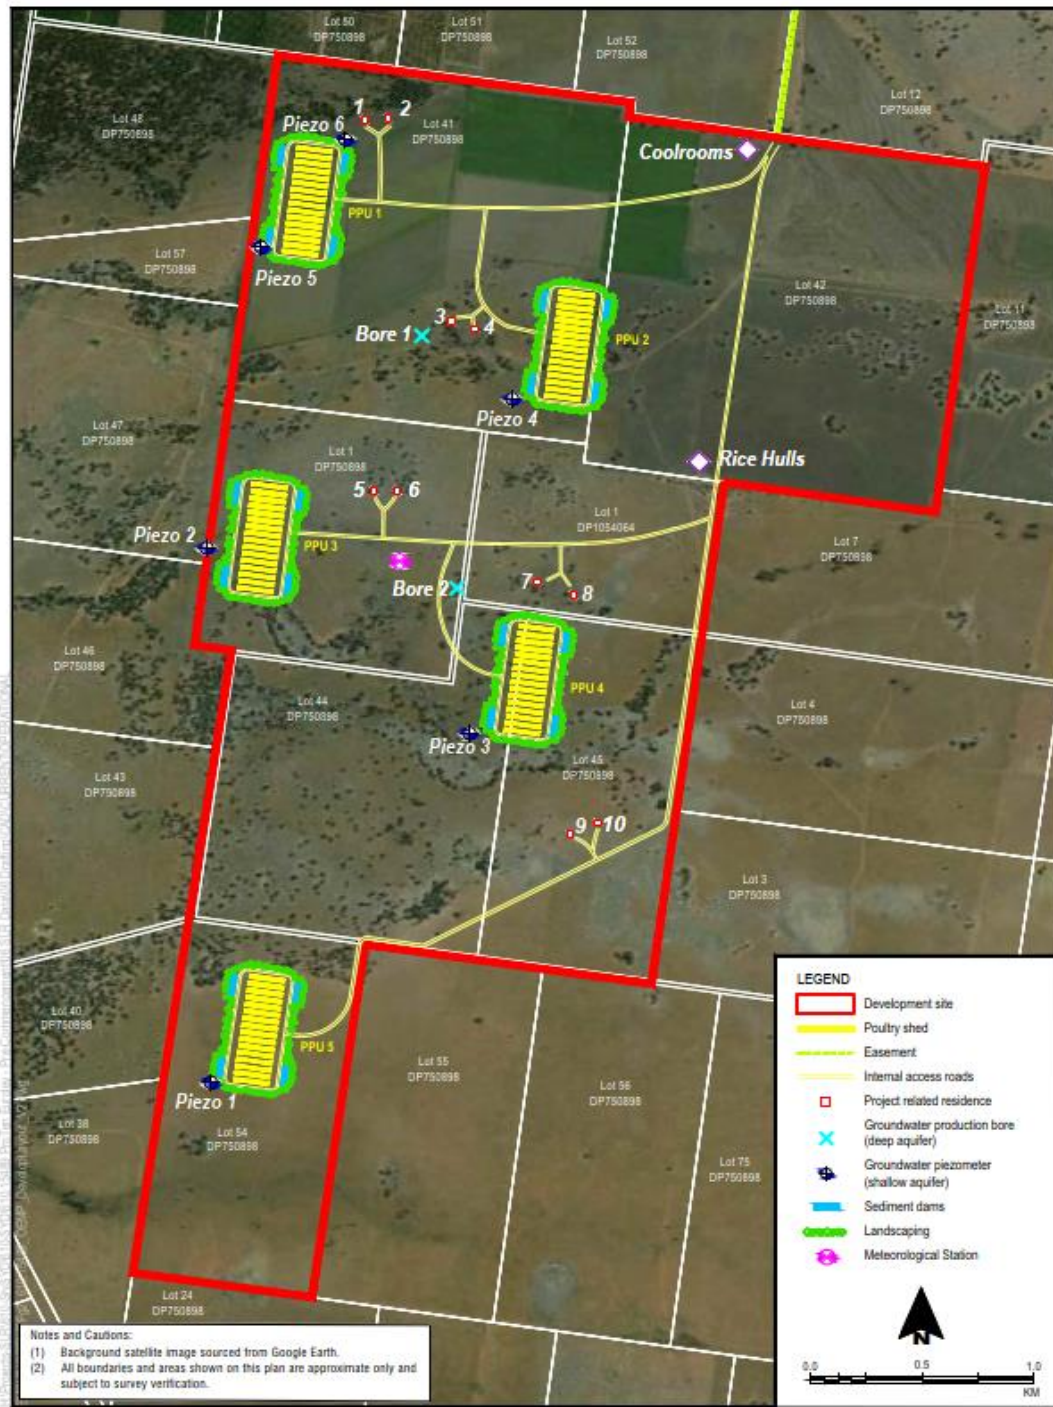 Lot 50
DP750898
Lot 51
DP750898
Lot 52
DP750898
Lot 12
DP750898
Lot 48
DP750898
Piezo 6
1
2
Lot 41
DP750898
Coolrooms
PPU 1
Lot 57
DP750898
Piezo 5
Lot 42
DP750898
Lot 11
DP750898
Bore 1
3
4
PPU 2
Piezo 4
Lot 47
DP750898
Lot 1
DP750898
Rice Hulls
5
6
Lot 1
DP1054064
Piezo 2
PPU 3
Lot 7
DP750898
Bore 2
7
8
Lot 46
DP750898
Lot 44
DP750898
PPU 4
Lot 4
DP750898
Piezo 3
Lot 45
DP750898
Lot 43
DP750898
9
10
Lot 3
DP750898
Lot 40
DP750898
PPU 5
Lot 55
DP750898
Lot 56
DP750898
Piezo 1
Lot 38
DP750898
Lot 54
DP750898
Lot 75
DP750898
Lot 24
DP750898
LEGEND
Development site
Poultry shed
Easement
Internal access roads
Project related residence
Groundwater production bore
(deep aquifer)
Groundwater piezometer
(shallow aquifer)
Sediment dams
Landscaping
Meteorological Station
N
0.0
0.5
1.0
KM
Notes and Cautions:
(1) Background satellite image sourced from Google Earth.
(2) All boundaries and areas shown on this plan are approximate only and
subject to survey verification.